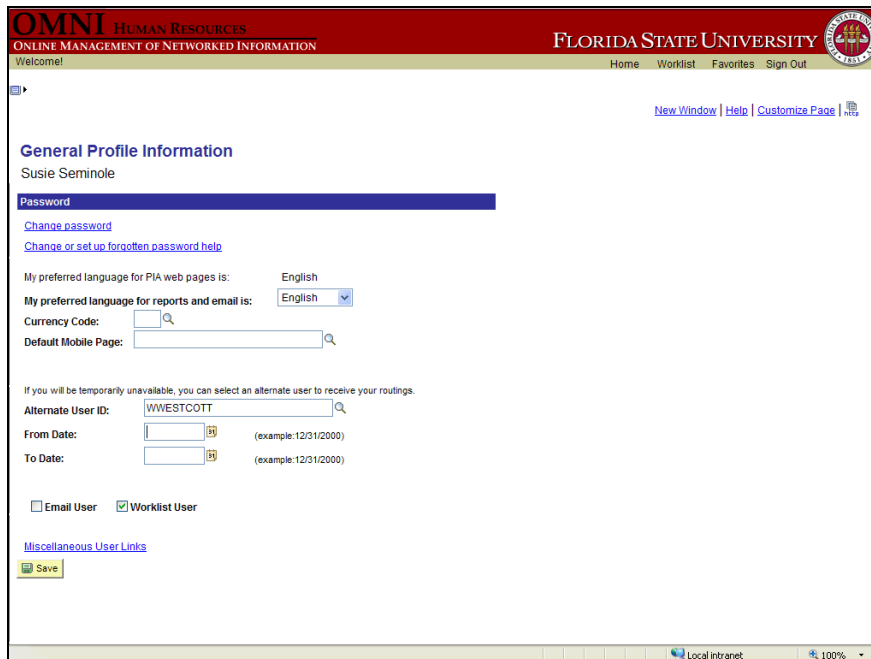 OMNI HUMAN RESOURCES
ONLINE MANAGEMENT OF NETWORKED INFORMATION
FLORIDA STATE UNIVERSITY
Welcome!
Home Worklist Favorites Sign Out
New Window | Help | Customize Page | http
General Profile Information
Susie Seminole
Password
Change password
Change or set up forgotten password help
My preferred language for PIA web pages is: English
My preferred language for reports and email is: English
Currency Code:
Default Mobile Page:
If you will be temporarily unavailable, you can select an alternate user to receive your routings.
Alternate User ID: WWESTCOTT
From Date: 31 (example:12/31/2000)
To Date: 31 (example:12/31/2000)
Email User Worklist User
Miscellaneous User Links
Save
Local intranet 100%